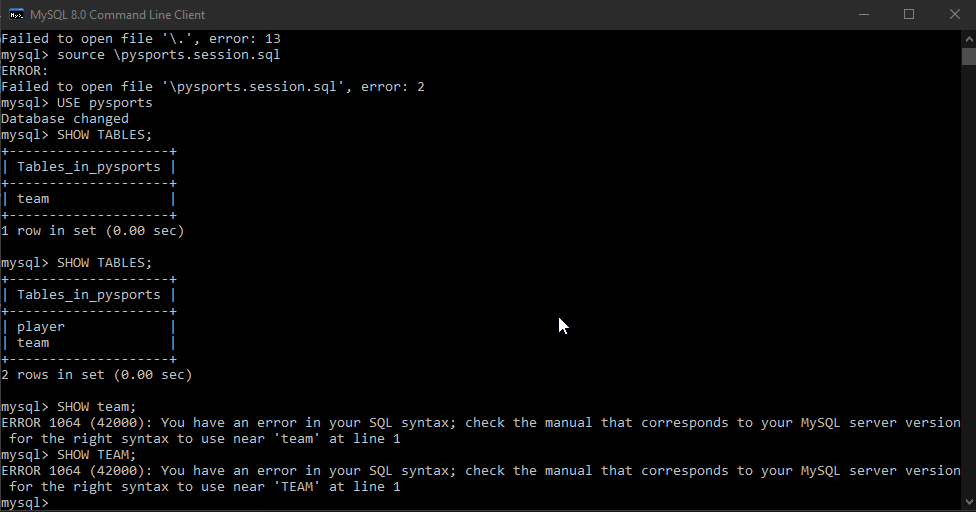 MySQL 8.0 Command Line Client
Failed to open file '\.', error: 13
mysql> source \pysports.session.sql
ERROR:
Failed to open file '\pysports.session.sql', error: 2
mysql> USE pysports
Database changed
mysql> SHOW TABLES;
+--------------------+
| Tables_in_pysports |
+--------------------+
| team               |
+--------------------+
1 row in set (0.00 sec)

mysql> SHOW TABLES;
+--------------------+
| Tables_in_pysports |
+--------------------+
| player             |
| team               |
+--------------------+
2 rows in set (0.00 sec)

mysql> SHOW team;
ERROR 1064 (42000): You have an error in your SQL syntax; check the manual that corresponds to your MySQL server version
 for the right syntax to use near 'team' at line 1
mysql> SHOW TEAM;
ERROR 1064 (42000): You have an error in your SQL syntax; check the manual that corresponds to your MySQL server version
 for the right syntax to use near 'TEAM' at line 1
mysql>